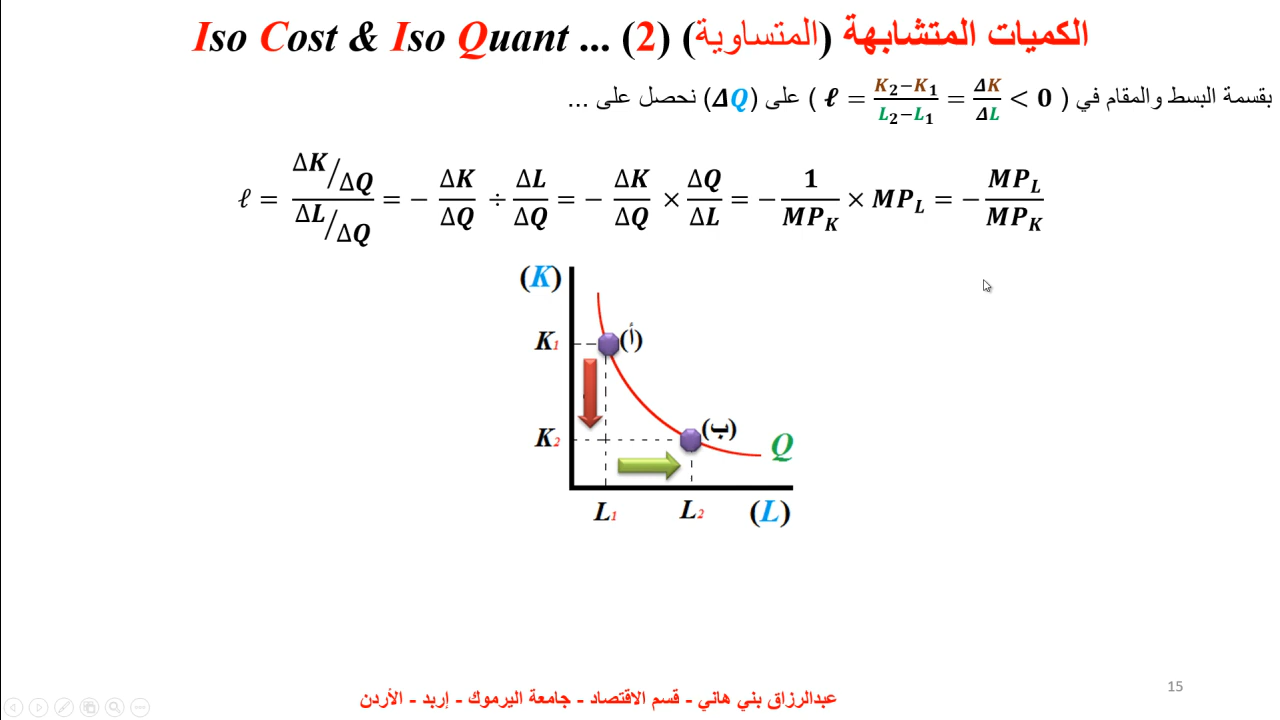 الكميات المتشابهة (المتساوية) (2) ... Iso Cost & Iso Quant
بقسمة البسط والمقام في ( ℓ = K₂−K₁/L₂−L₁ = ΔK/ΔL < 0 ) على (ΔQ) نحصل على ...
ℓ = (ΔK/ΔQ)/(ΔL/ΔQ) = − ΔK/ΔQ ÷ ΔL/ΔQ = − ΔK/ΔQ × ΔQ/ΔL = − 1/MP_K × MP_L = − MP_L/MP_K
(K)
K₁ (أ)
K₂ (ب) Q
L₁ L₂ (L)
15
عبدالرزاق بني هاني - قسم الاقتصاد - جامعة اليرموك - إربد - الأردن